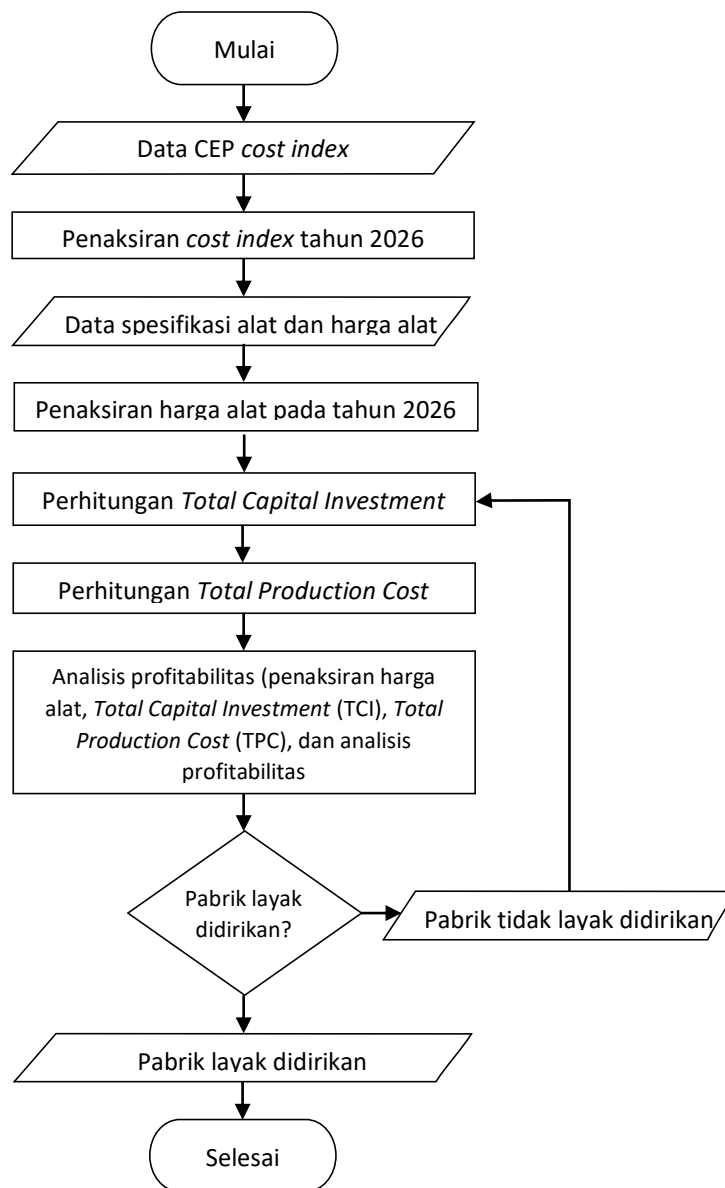 Mulai
Data CEP cost index
Penaksiran cost index tahun 2026
Data spesifikasi alat dan harga alat
Penaksiran harga alat pada tahun 2026
Perhitungan Total Capital Investment
Perhitungan Total Production Cost
Analisis profitabilitas (penaksiran harga
alat, Total Capital Investment (TCI), Total
Production Cost (TPC), dan analisis
profitabilitas
Pabrik layak
didirikan?
Pabrik tidak layak didirikan
Pabrik layak didirikan
Selesai